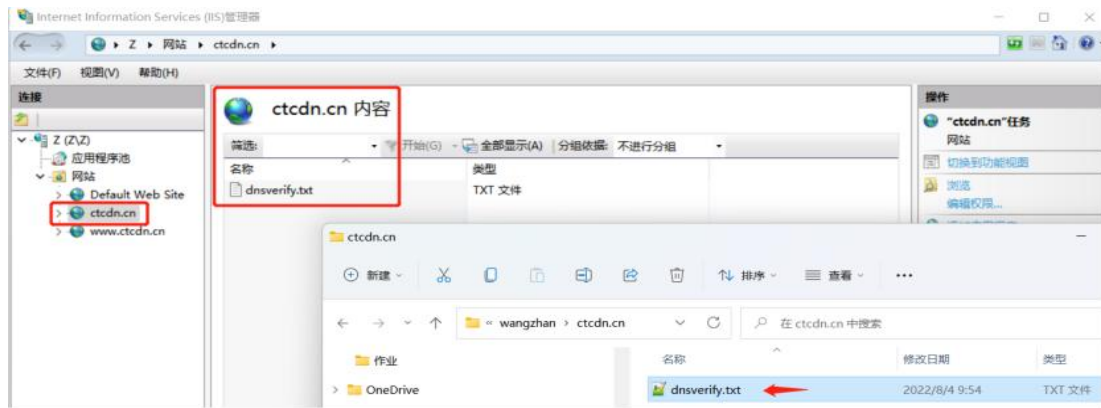 Internet Information Services (IIS)管理器
Z ▸ 网站 ▸ ctcdn.cn ▸
文件(F) 视图(V) 帮助(H)
连接
Z (Z\Z)
应用程序池
网站
Default Web Site
ctcdn.cn
www.ctcdn.cn
ctcdn.cn 内容
筛选: 开始(G) 全部显示(A) 分组依据: 不进行分组
名称 类型
dnsverify.txt TXT 文件
操作
"ctcdn.cn"任务
网站
切换到功能视图
浏览
编辑权限...
ctcdn.cn
新建 排序 查看 ...
« wangzhan › ctcdn.cn 在 ctcdn.cn 中搜索
作业
OneDrive
名称 修改日期 类型
dnsverify.txt 2022/8/4 9:54 TXT 文件